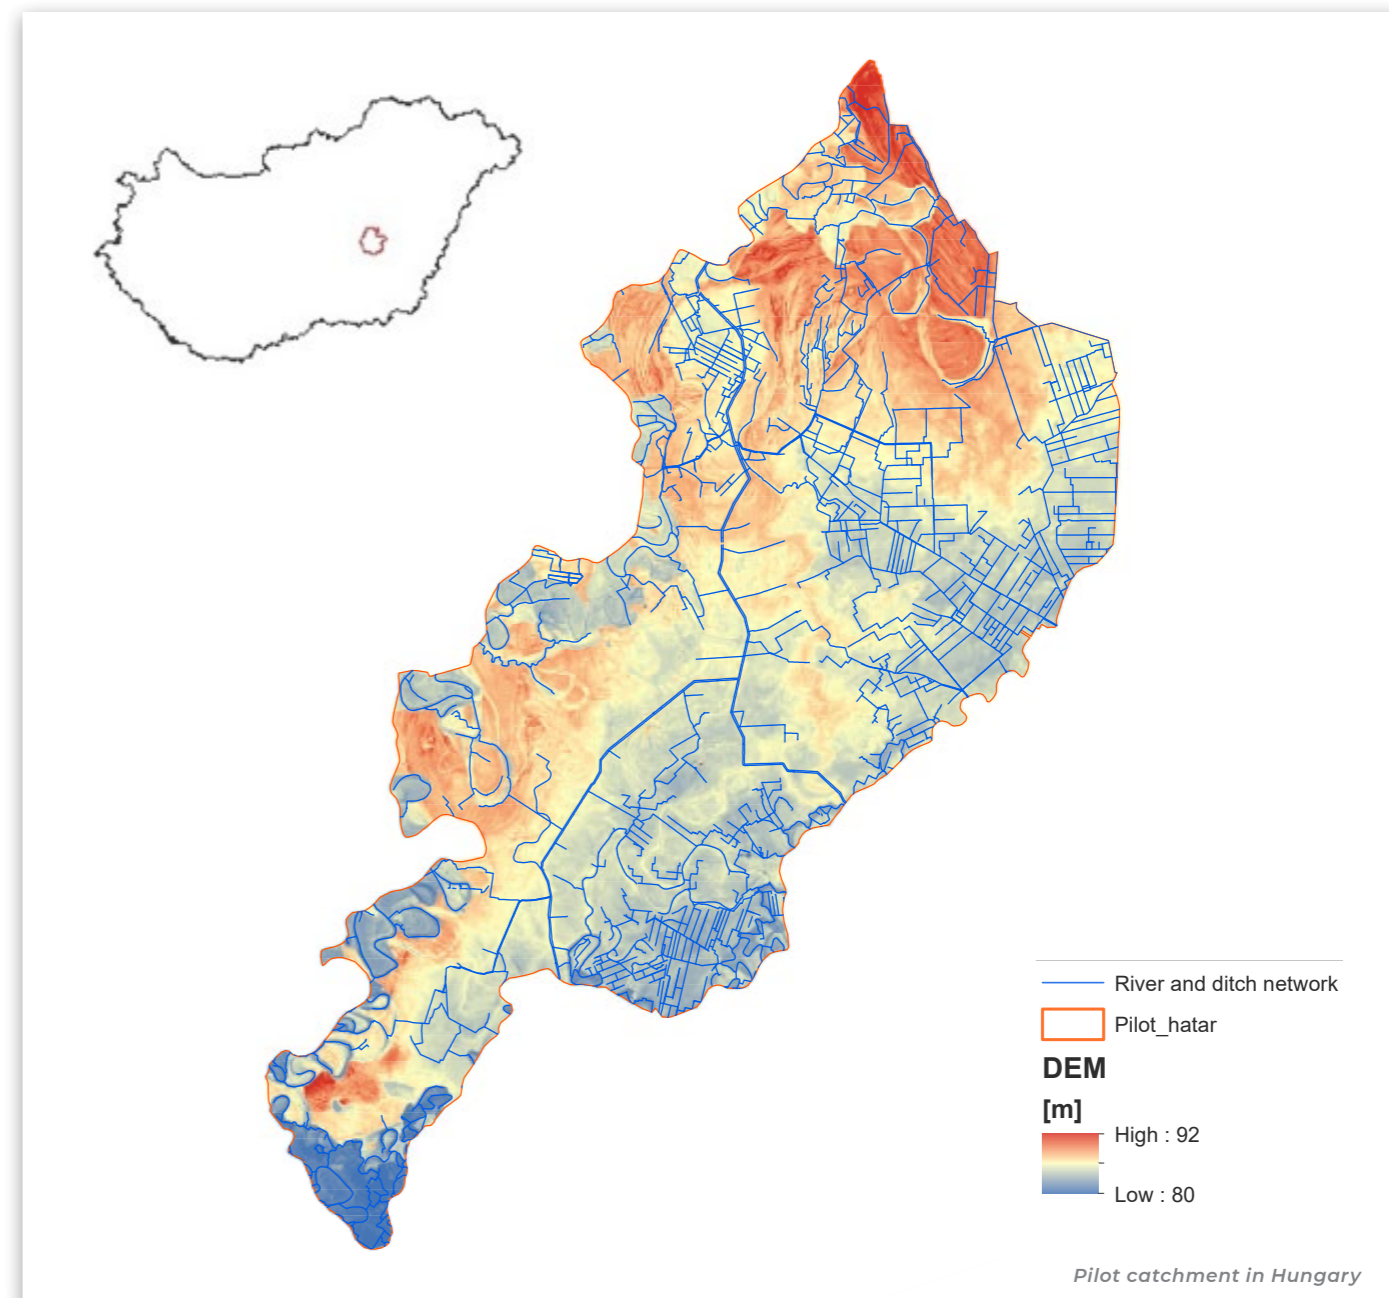 River and ditch network
Pilot_hatar
DEM
[m]
High : 92
Low : 80
Pilot catchment in Hungary